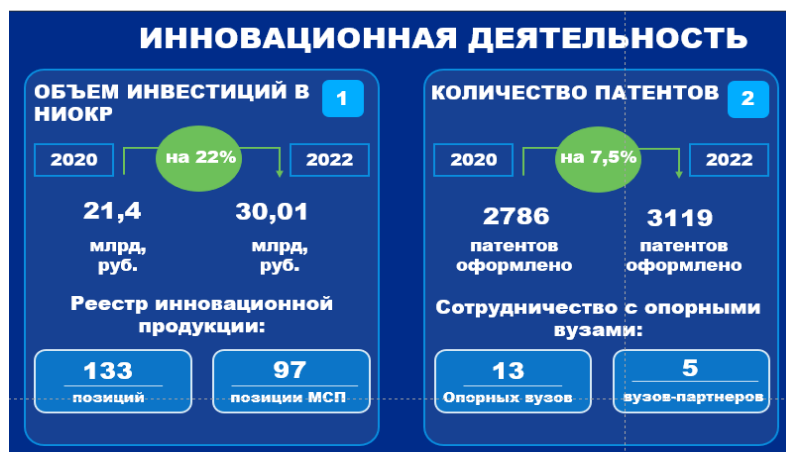 ИННОВАЦИОННАЯ ДЕЯТЕЛЬНОСТЬ
ОБЪЕМ ИНВЕСТИЦИЙ В
НИОКР
1
2020
на 22%
2022
21,4
30,01
млрд,
руб.
млрд,
руб.
Реестр инновационной
продукции:
133
позиций
97
позиции МСП
КОЛИЧЕСТВО ПАТЕНТОВ
2
2020
на 7,5%
2022
2786
3119
патентов
оформлено
патентов
оформлено
Сотрудничество с опорными
вузами:
13
Опорных вузов
5
вузов-партнеров